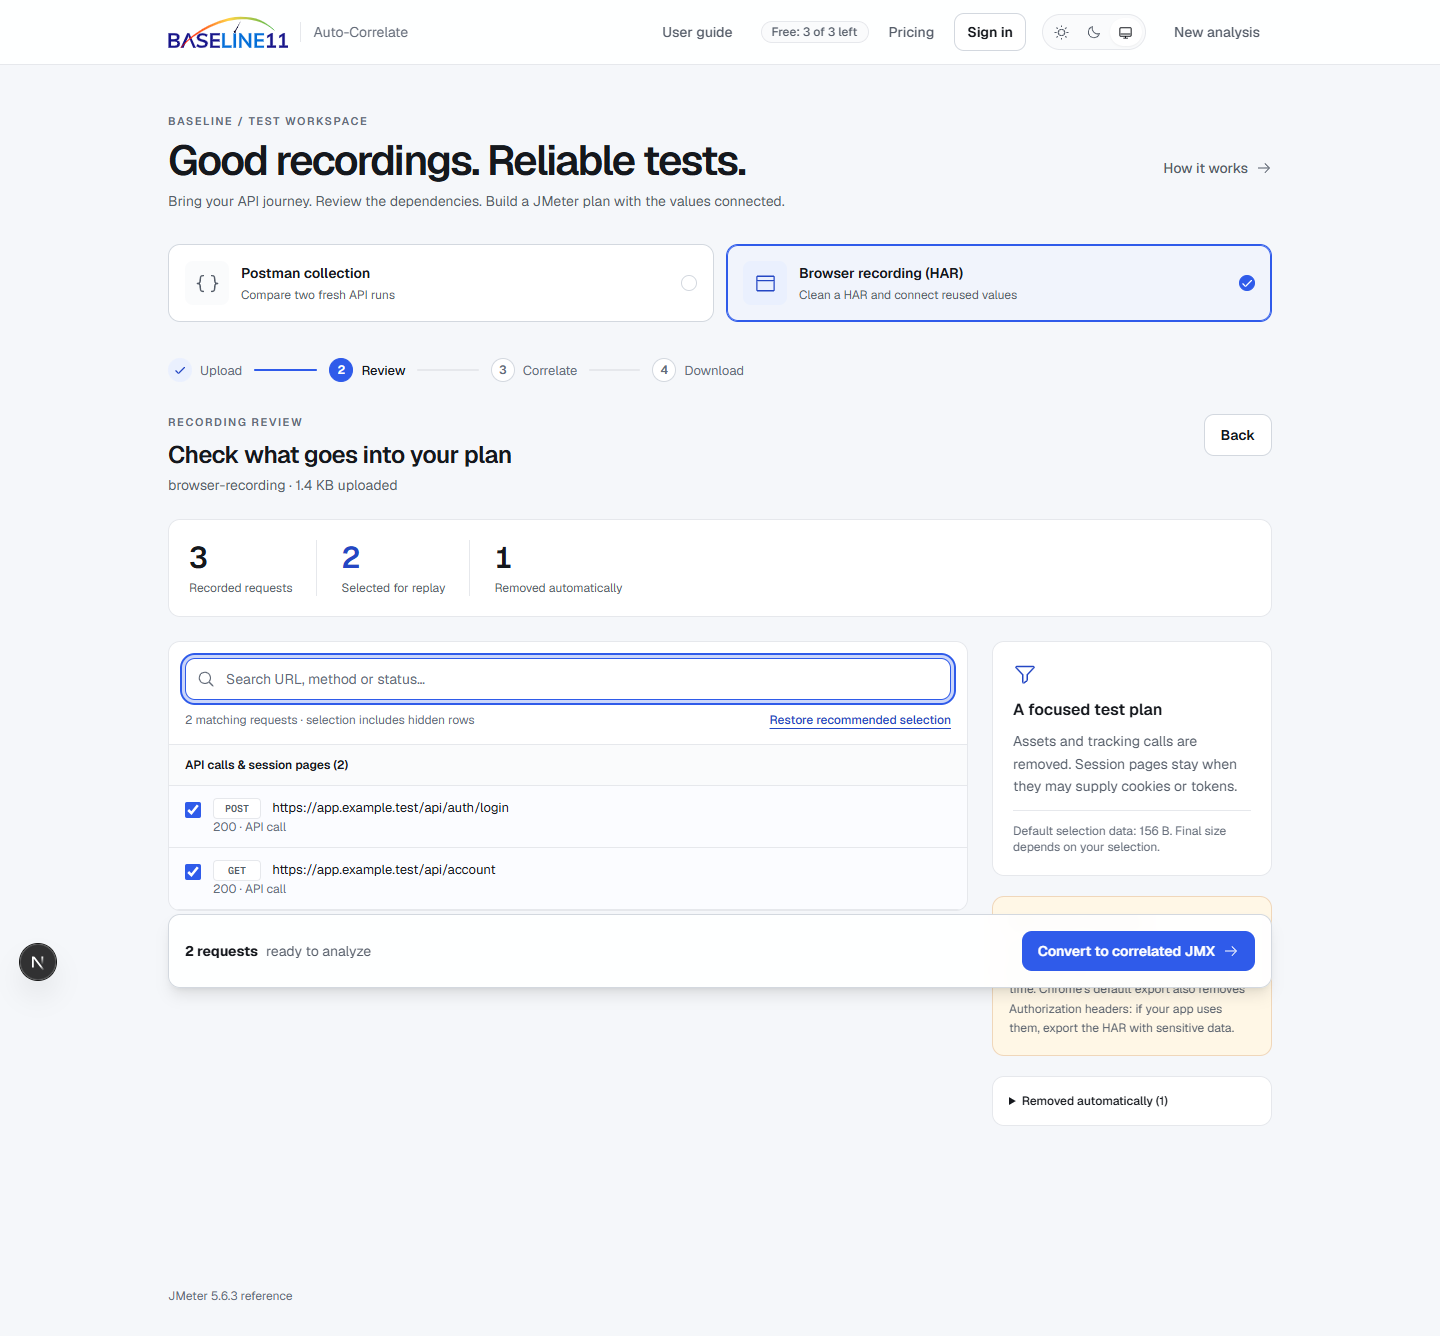 BASELINE11
Auto-Correlate
User guide
Free: 3 of 3 left
Pricing
Sign in
New analysis
BASELINE / TEST WORKSPACE
Good recordings. Reliable tests.
How it works
Bring your API journey. Review the dependencies. Build a JMeter plan with the values connected.
{ }
Postman collection
Compare two fresh API runs
Browser recording (HAR)
Clean a HAR and connect reused values
Upload
2 Review
3 Correlate
4 Download
RECORDING REVIEW
Check what goes into your plan
browser-recording · 1.4 KB uploaded
Back
3
Recorded requests
2
Selected for replay
1
Removed automatically
Search URL, method or status...
2 matching requests · selection includes hidden rows
Restore recommended selection
API calls & session pages (2)
POST https://app.example.test/api/auth/login
200 · API call
GET https://app.example.test/api/account
200 · API call
A focused test plan
Assets and tracking calls are
removed. Session pages stay when
they may supply cookies or tokens.
Default selection data: 156 B. Final size
depends on your selection.
2 requests ready to analyze
Convert to correlated JMX
time. Chrome's default export also removes
Authorization headers: if your app uses
them, export the HAR with sensitive data.
Removed automatically (1)
N
JMeter 5.6.3 reference